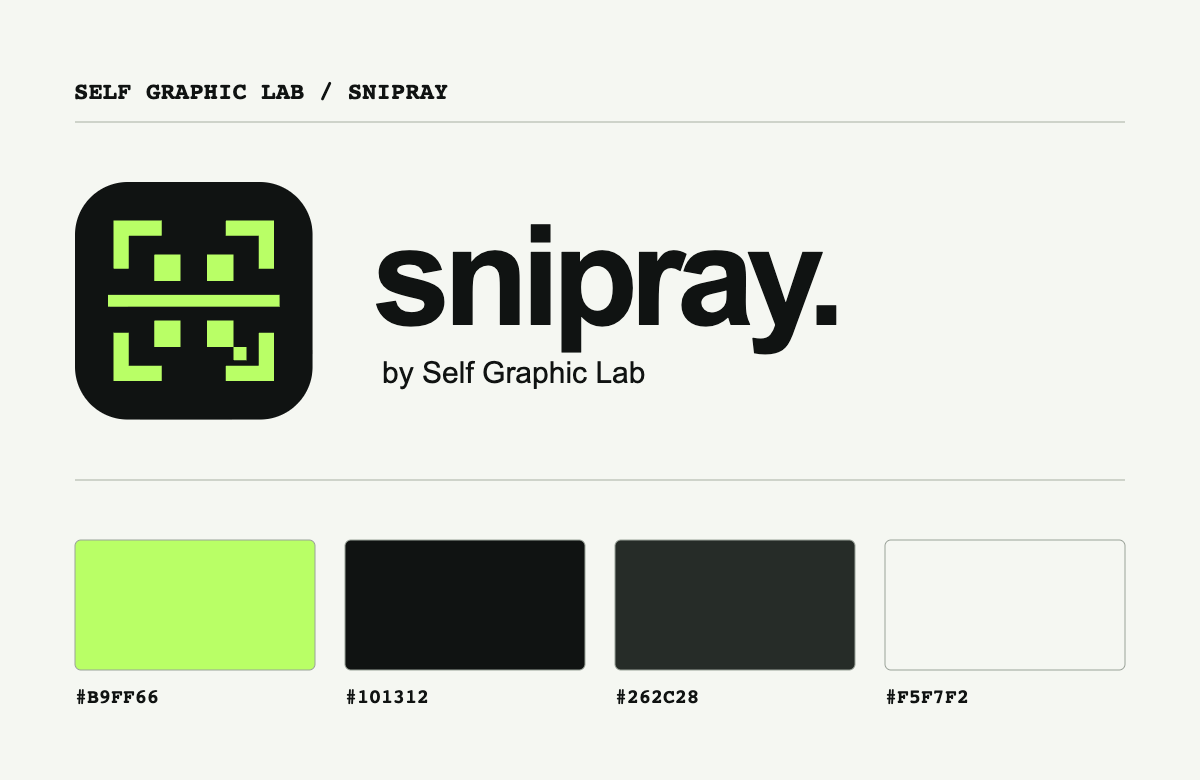 SELF GRAPHIC LAB / SNIPRAY
snipray.
by Self Graphic Lab
#B9FF66
#101312
#262C28
#F5F7F2